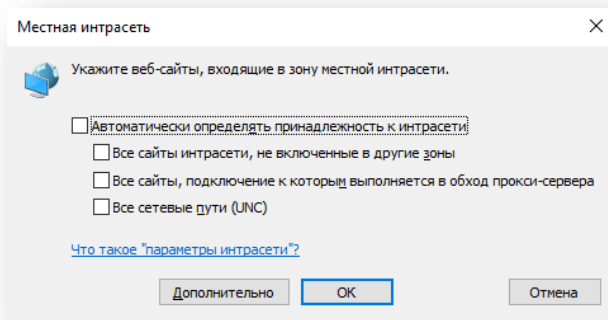 Местная интрасеть
Укажите веб-сайты, входящие в зону местной интрасети.
Автоматически определять принадлежность к интрасети
Все сайты интрасети, не включенные в другие зоны
Все сайты, подключение к которым выполняется в обход прокси-сервера
Все сетевые пути (UNC)
Что такое "параметры интрасети"?
Дополнительно
ОК
Отмена